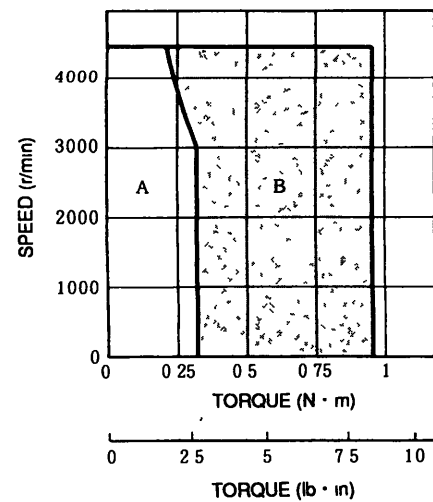 SPEED (r/min)
4000
3000
2000
1000
0
A
B
0 0 25 0 5 0 75 1
TORQUE (N · m)
0 2 5 5 7 5 10
TORQUE (lb · in)